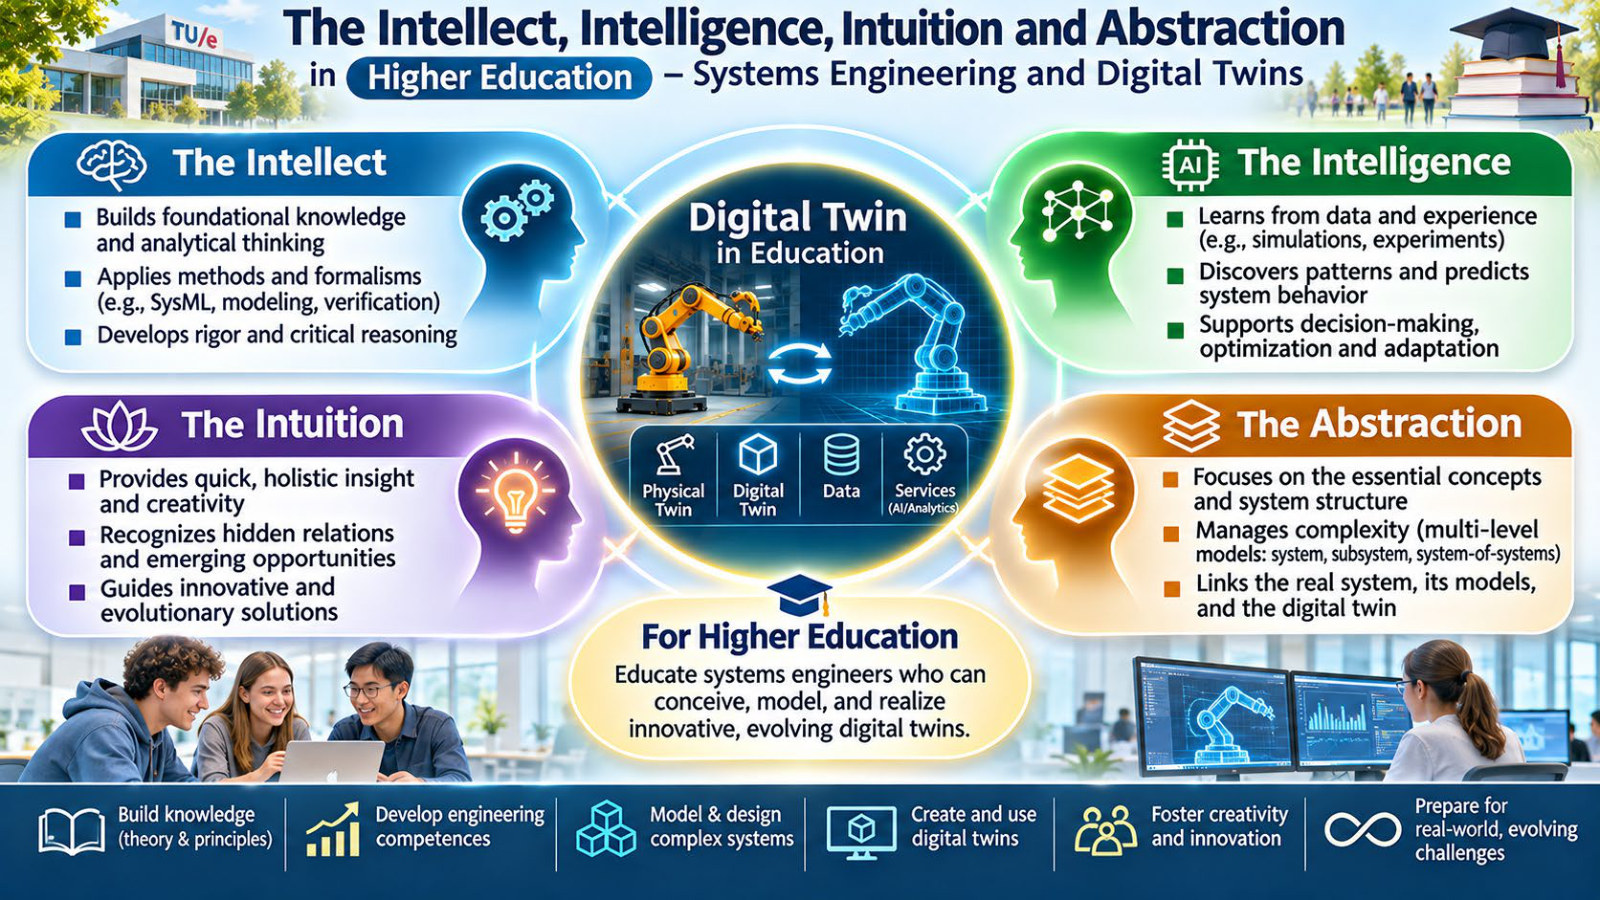 TU/e
The Intellect, Intelligence, Intuition and Abstraction
in Higher Education – Systems Engineering and Digital Twins
The Intellect
Builds foundational knowledge
and analytical thinking
Applies methods and formalisms
(e.g., SysML, modeling, verification)
Develops rigor and critical reasoning
Digital Twin
in Education
Physical
Twin
Digital
Twin
Data
Services
(AI/Analytics)
AI
The Intelligence
Learns from data and experience
(e.g., simulations, experiments)
Discovers patterns and predicts
system behavior
Supports decision-making,
optimization and adaptation
The Intuition
Provides quick, holistic insight
and creativity
Recognizes hidden relations
and emerging opportunities
Guides innovative and
evolutionary solutions
The Abstraction
Focuses on the essential concepts
and system structure
Manages complexity (multi-level
models: system, subsystem, system-of-systems)
Links the real system, its models,
and the digital twin
For Higher Education
Educate systems engineers who can
conceive, model, and realize
innovative, evolving digital twins.
Build knowledge
(theory & principles)
Develop engineering
competences
Model & design
complex systems
Create and use
digital twins
Foster creativity
and innovation
Prepare for
real-world, evolving
challenges